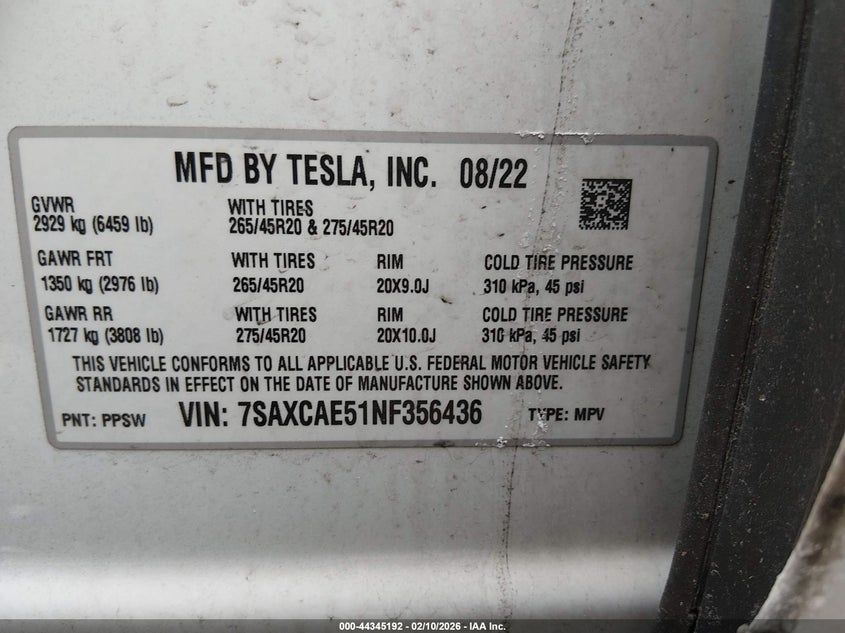 MFD BY TESLA, INC. 08/22
GVWR WITH TIRES
2929 kg (6459 lb) 265/45R20 & 275/45R20
GAWR FRT WITH TIRES RIM COLD TIRE PRESSURE
1350 kg (2976 lb) 265/45R20 20X9.0J 310 kPa, 45 psi
GAWR RR WITH TIRES RIM COLD TIRE PRESSURE
1727 kg (3808 lb) 275/45R20 20X10.0J 310 kPa, 45 psi
THIS VEHICLE CONFORMS TO ALL APPLICABLE U.S. FEDERAL MOTOR VEHICLE SAFETY
STANDARDS IN EFFECT ON THE DATE OF MANUFACTURE SHOWN ABOVE.
PNT: PPSW VIN: 7SAXCAE51NF356436 TYPE: MPV
000-44345192 - 02/10/2026 - IAA Inc.